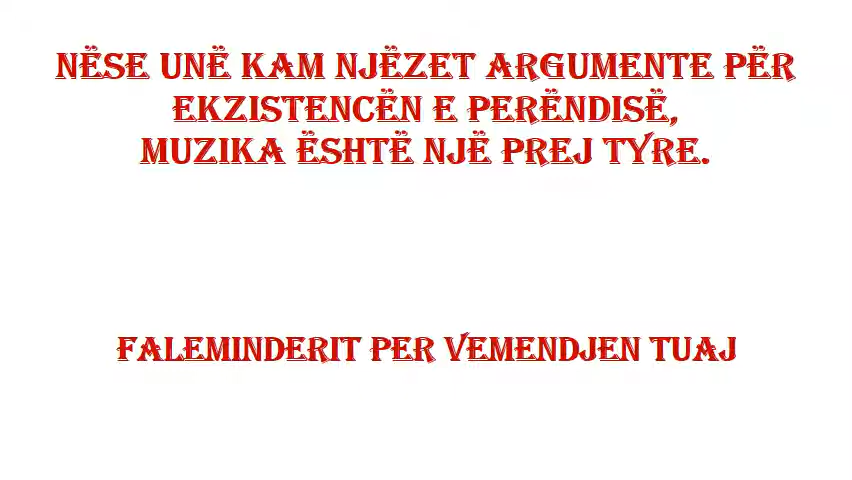 NËSE UNË KAM NJËZET ARGUMENTE PËR
EKZISTENCËN E PERËNDISË,
MUZIKA ËSHTË NJË PREJ TYRE.
FALEMINDERIT PER VEMENDJEN TUAJ